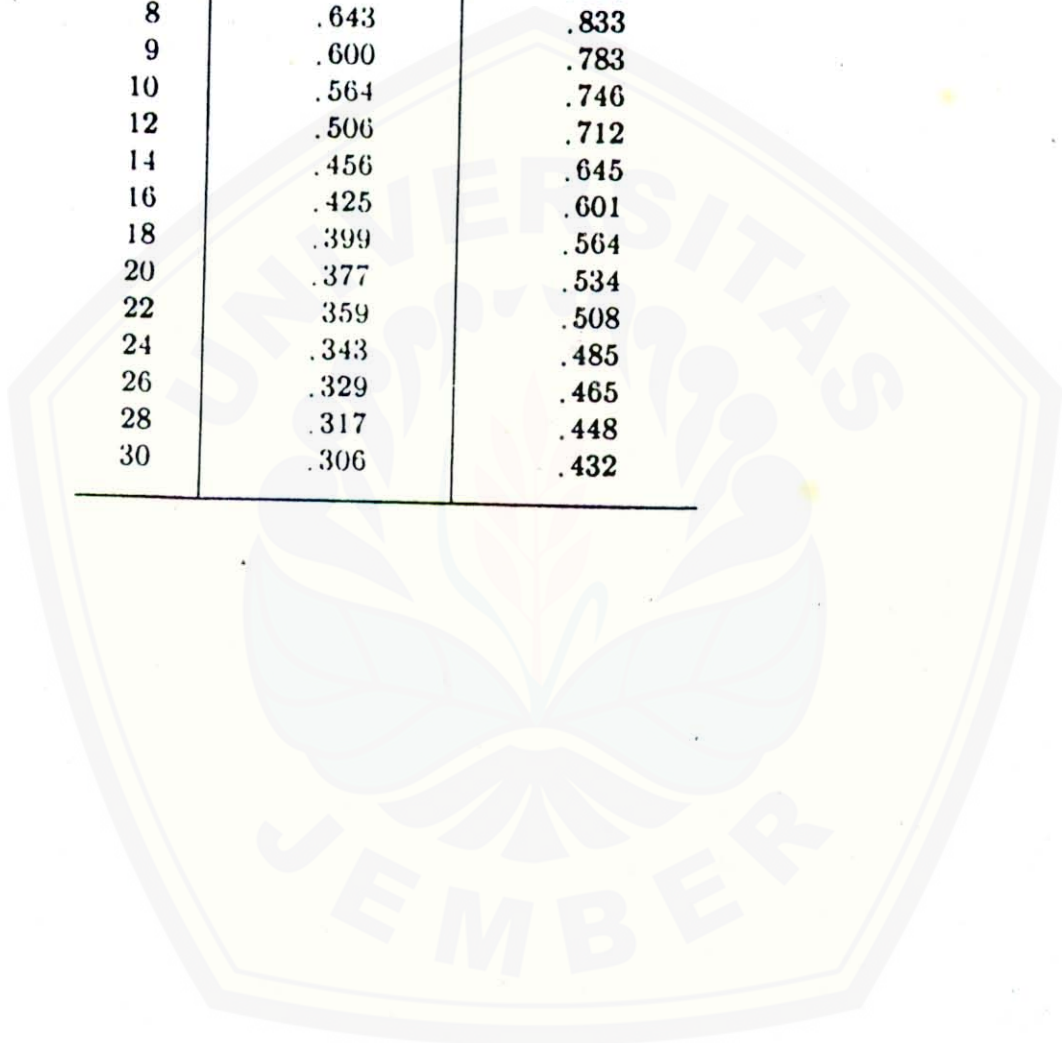 8 .643 .833
9 .600 .783
10 .564 .746
12 .506 .712
14 .456 .645
16 .425 .601
18 .399 .564
20 .377 .534
22 359 .508
24 .343 .485
26 .329 .465
28 .317 .448
30 .306 .432
UNIVERSITAS
JEMBER